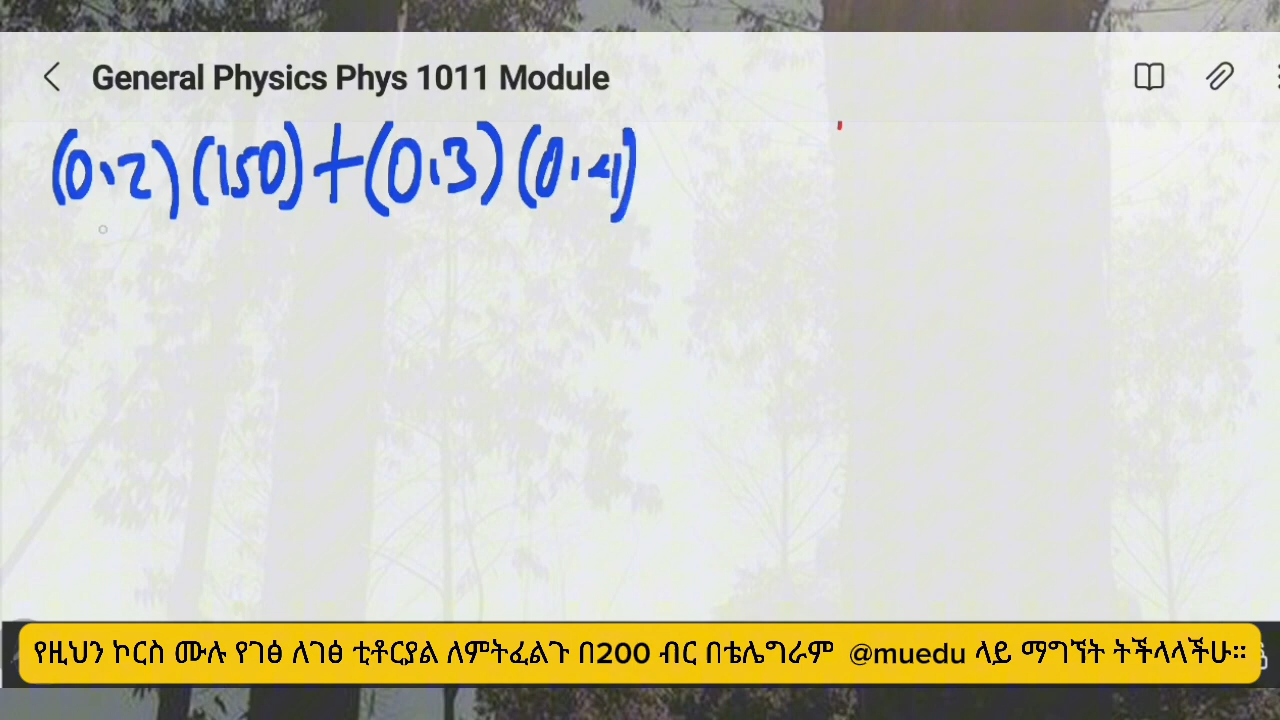 General Physics Phys 1011 Module
(0.2)(150)+(0.3)(0.4)
የዚህን ኮርስ ሙሉ የገፅ ለገፅ ቲቶርያል ለምትፈልጉ በ200 ብር በቴሌግራም @muedu ላይ ማግኘት ትችላላችሁ።